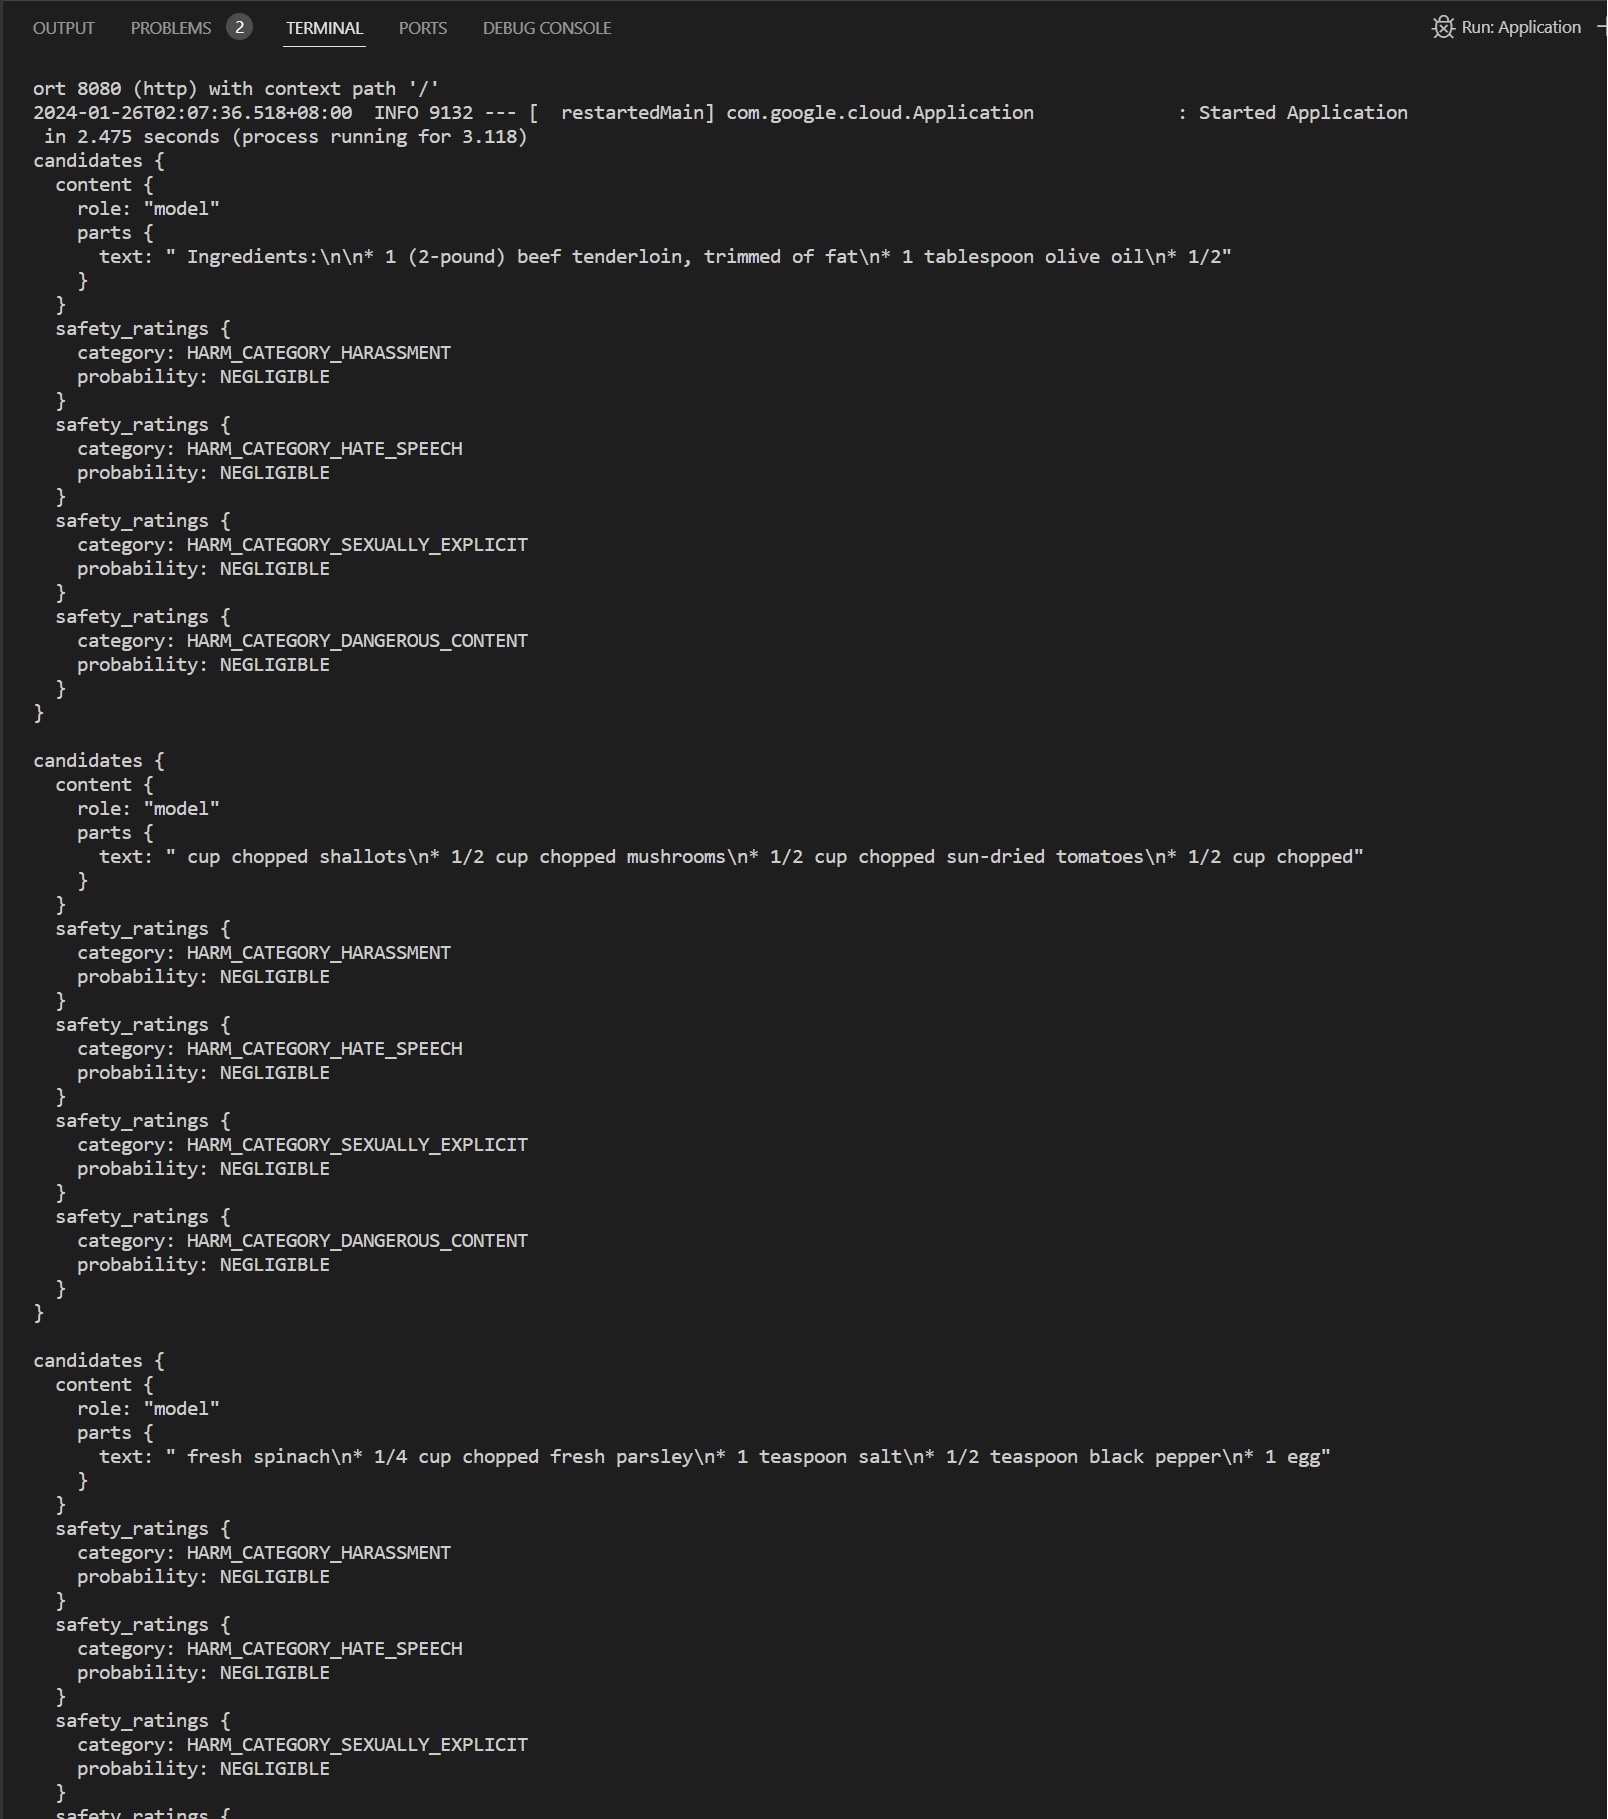 OUTPUT PROBLEMS 2 TERMINAL PORTS DEBUG CONSOLE Run: Application
ort 8080 (http) with context path '/'
2024-01-26T02:07:36.518+08:00  INFO 9132 --- [  restartedMain] com.google.cloud.Application             : Started Application
 in 2.475 seconds (process running for 3.118)
candidates {
  content {
    role: "model"
    parts {
      text: " Ingredients:\n\n* 1 (2-pound) beef tenderloin, trimmed of fat\n* 1 tablespoon olive oil\n* 1/2"
    }
  }
  safety_ratings {
    category: HARM_CATEGORY_HARASSMENT
    probability: NEGLIGIBLE
  }
  safety_ratings {
    category: HARM_CATEGORY_HATE_SPEECH
    probability: NEGLIGIBLE
  }
  safety_ratings {
    category: HARM_CATEGORY_SEXUALLY_EXPLICIT
    probability: NEGLIGIBLE
  }
  safety_ratings {
    category: HARM_CATEGORY_DANGEROUS_CONTENT
    probability: NEGLIGIBLE
  }
}

candidates {
  content {
    role: "model"
    parts {
      text: " cup chopped shallots\n* 1/2 cup chopped mushrooms\n* 1/2 cup chopped sun-dried tomatoes\n* 1/2 cup chopped"
    }
  }
  safety_ratings {
    category: HARM_CATEGORY_HARASSMENT
    probability: NEGLIGIBLE
  }
  safety_ratings {
    category: HARM_CATEGORY_HATE_SPEECH
    probability: NEGLIGIBLE
  }
  safety_ratings {
    category: HARM_CATEGORY_SEXUALLY_EXPLICIT
    probability: NEGLIGIBLE
  }
  safety_ratings {
    category: HARM_CATEGORY_DANGEROUS_CONTENT
    probability: NEGLIGIBLE
  }
}

candidates {
  content {
    role: "model"
    parts {
      text: " fresh spinach\n* 1/4 cup chopped fresh parsley\n* 1 teaspoon salt\n* 1/2 teaspoon black pepper\n* 1 egg"
    }
  }
  safety_ratings {
    category: HARM_CATEGORY_HARASSMENT
    probability: NEGLIGIBLE
  }
  safety_ratings {
    category: HARM_CATEGORY_HATE_SPEECH
    probability: NEGLIGIBLE
  }
  safety_ratings {
    category: HARM_CATEGORY_SEXUALLY_EXPLICIT
    probability: NEGLIGIBLE
  }
  safety_ratings {